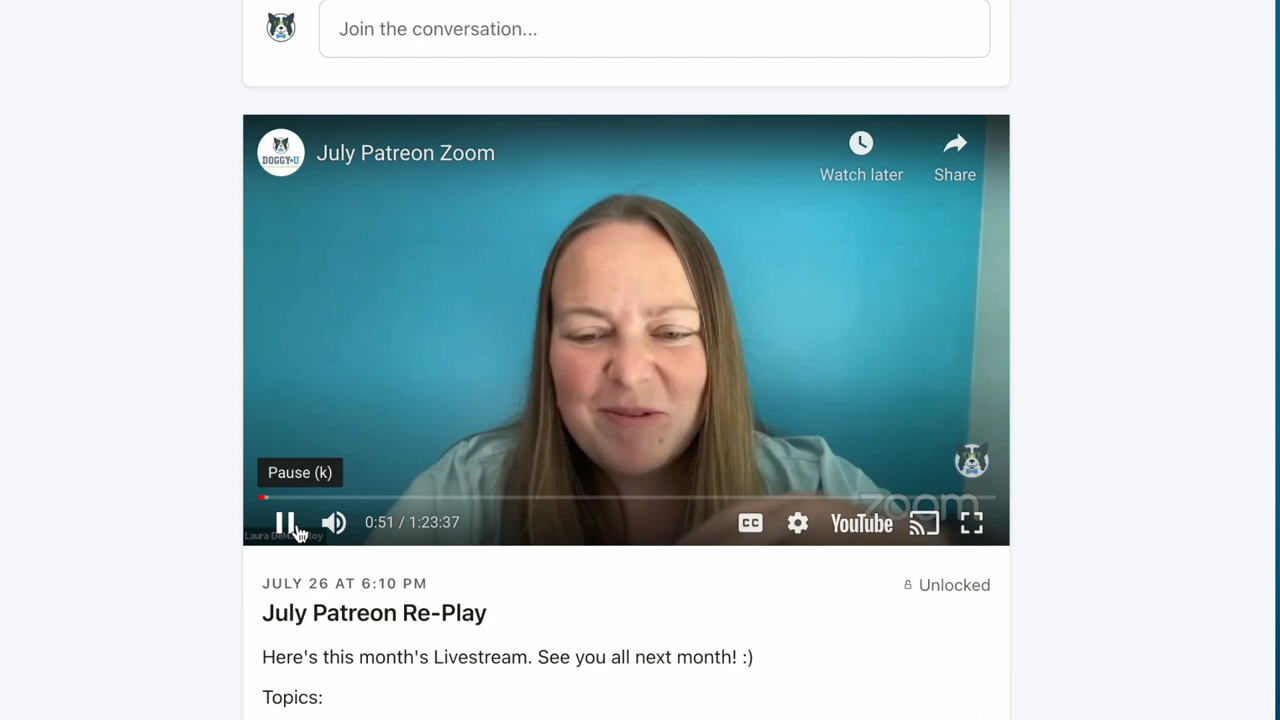 Join the conversation...
DOGGY-U
July Patreon Zoom
Watch later
Share
Pause (k)
zoom
0:51 / 1:23:37
CC
YouTube
JULY 26 AT 6:10 PM
Unlocked
July Patreon Re-Play
Here's this month's Livestream. See you all next month! :)
Topics: